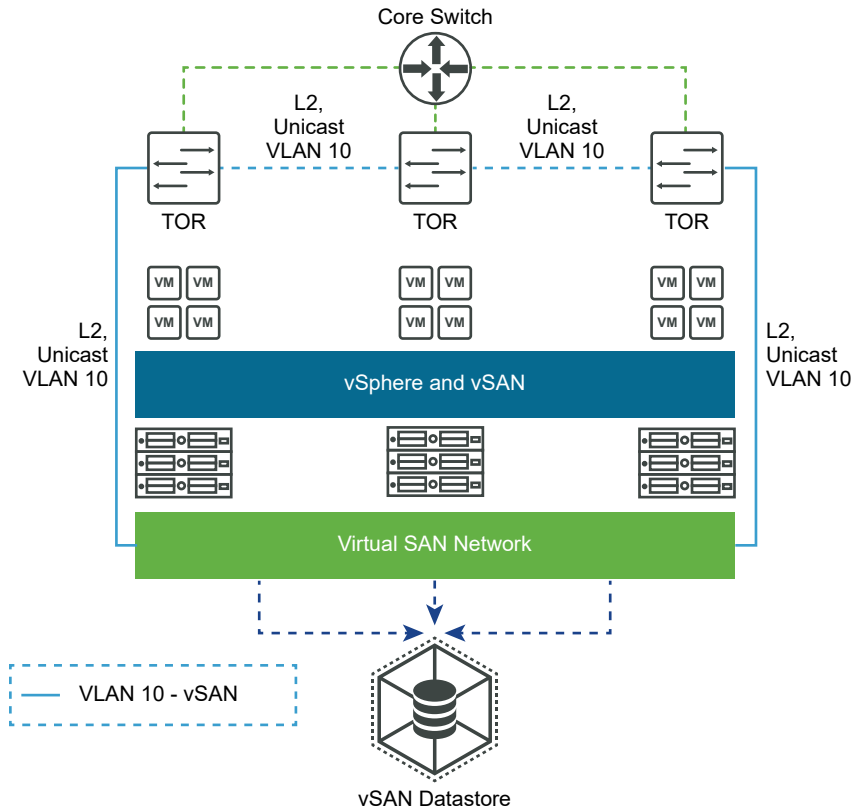 Core Switch
L2,
Unicast
VLAN 10
L2,
Unicast
VLAN 10
TOR
TOR
TOR
VM VM
VM VM
VM VM
VM VM
VM VM
VM VM
L2,
Unicast
VLAN 10
vSphere and vSAN
L2,
Unicast
VLAN 10
Virtual SAN Network
VLAN 10 - vSAN
vSAN Datastore